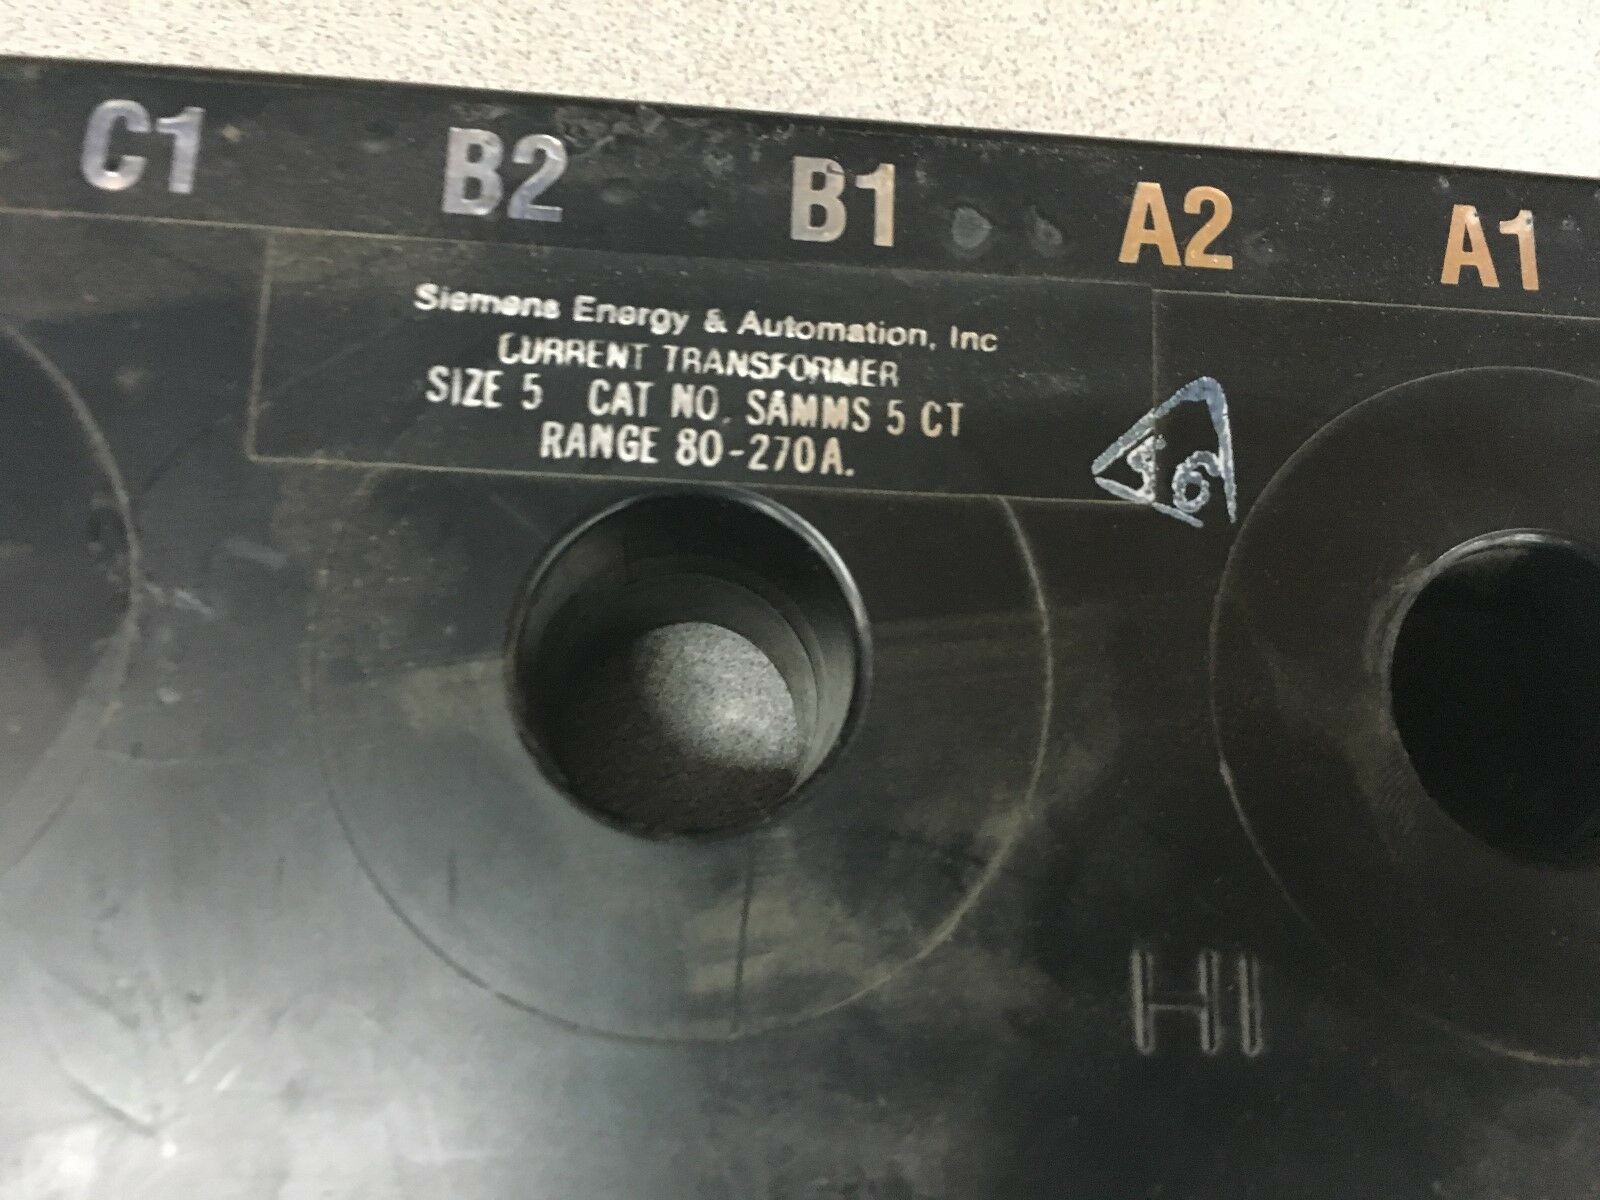 C1 B2 B1 A2 A1
Siemens Energy & Automation, Inc
CURRENT TRANSFORMER
SIZE 5 CAT NO. SAMMS 5 CT
RANGE 80-270A.
H1